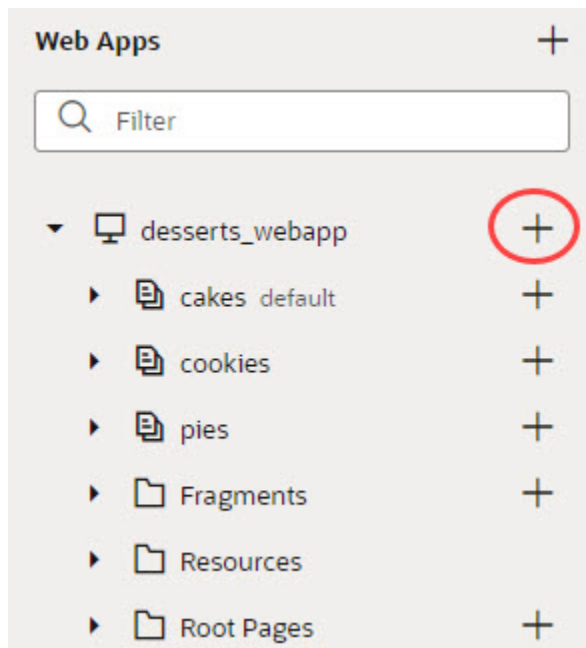 Web Apps
Filter
desserts_webapp
cakes default
cookies
pies
Fragments
Resources
Root Pages